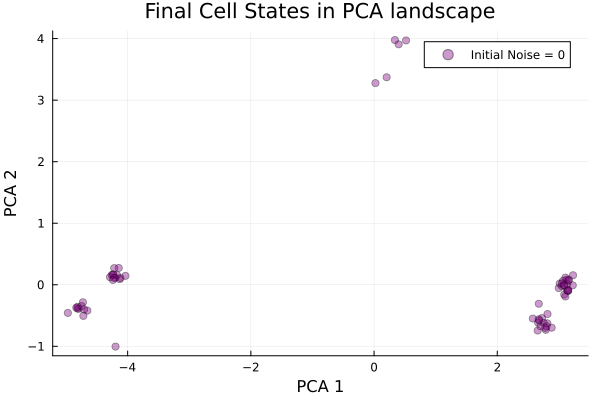 Final Cell States in PCA landscape
Initial Noise = 0
PCA 2
4
3
2
1
0
−1
−4
−2
0
2
PCA 1